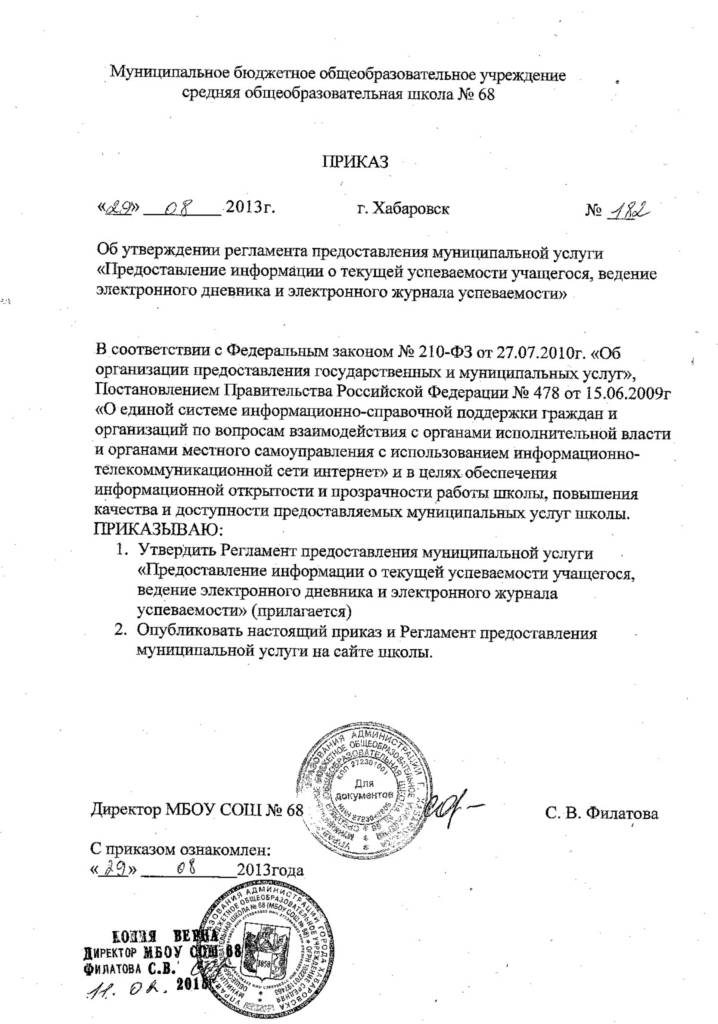 Муниципальное бюджетное общеобразовательное учреждение
средняя общеобразовательная школа № 68
ПРИКАЗ
«29» 08 2013г. г. Хабаровск № 182
Об утверждении регламента предоставления муниципальной услуги
«Предоставление информации о текущей успеваемости учащегося, ведение
электронного дневника и электронного журнала успеваемости»
В соответствии с Федеральным законом № 210-ФЗ от 27.07.2010г. «Об
организации предоставления государственных и муниципальных услуг»,
Постановлением Правительства Российской Федерации № 478 от 15.06.2009г
«О единой системе информационно-справочной поддержки граждан и
организаций по вопросам взаимодействия с органами исполнительной власти
и органами местного самоуправления с использованием информационно-
телекоммуникационной сети интернет» и в целях обеспечения
информационной открытости и прозрачности работы школы, повышения
качества и доступности предоставляемых муниципальных услуг школы.
ПРИКАЗЫВАЮ:
1. Утвердить Регламент предоставления муниципальной услуги
«Предоставление информации о текущей успеваемости учащегося,
ведение электронного дневника и электронного журнала
успеваемости» (прилагается)
2. Опубликовать настоящий приказ и Регламент предоставления
муниципальной услуги на сайте школы.
Для
документов
Директор МБОУ СОШ № 68 С. В. Филатова
С приказом ознакомлен:
«29» 08 2013года
КОПИЯ ВЕРНА
ДИРЕКТОР МБОУ СОШ 68
ФИЛАТОВА С.В.